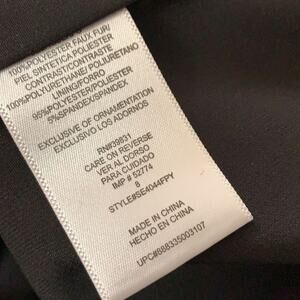 100%POLYESTER FAUX FUR/
PIEL SINTETICA POLIESTER
CONTRAST/CONTRASTE
100%POLYURETHANE/POLIURETANO
LINING/FORRO
95%POLYESTER/POLIESTER
5%SPANDEX/SPANDEX
EXCLUSIVE OF ORNAMENTATION
EXCLUSIVO LOS ADORNOS
RN#39831
CARE ON REVERSE
VER AL DORSO
PARA CUIDADO
IMP # 52774
8
STYLE#SE4044FPY
MADE IN CHINA
HECHO EN CHINA
UPC#888335003107